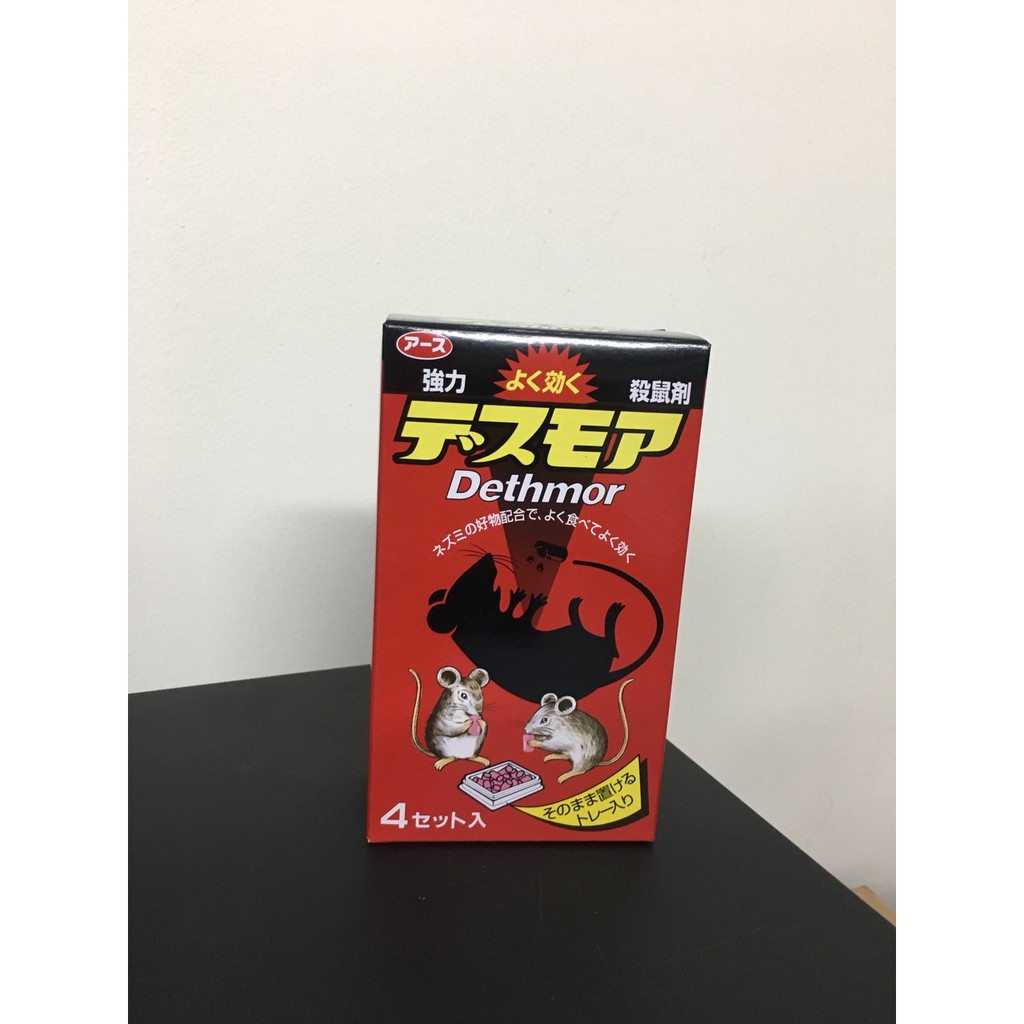 アース
強力
よく効く
殺鼠剤
デスモア
Dethmor
ネズミの好物配合で、よく食べてよく効く
そのまま置ける
トレー入り
4セット入